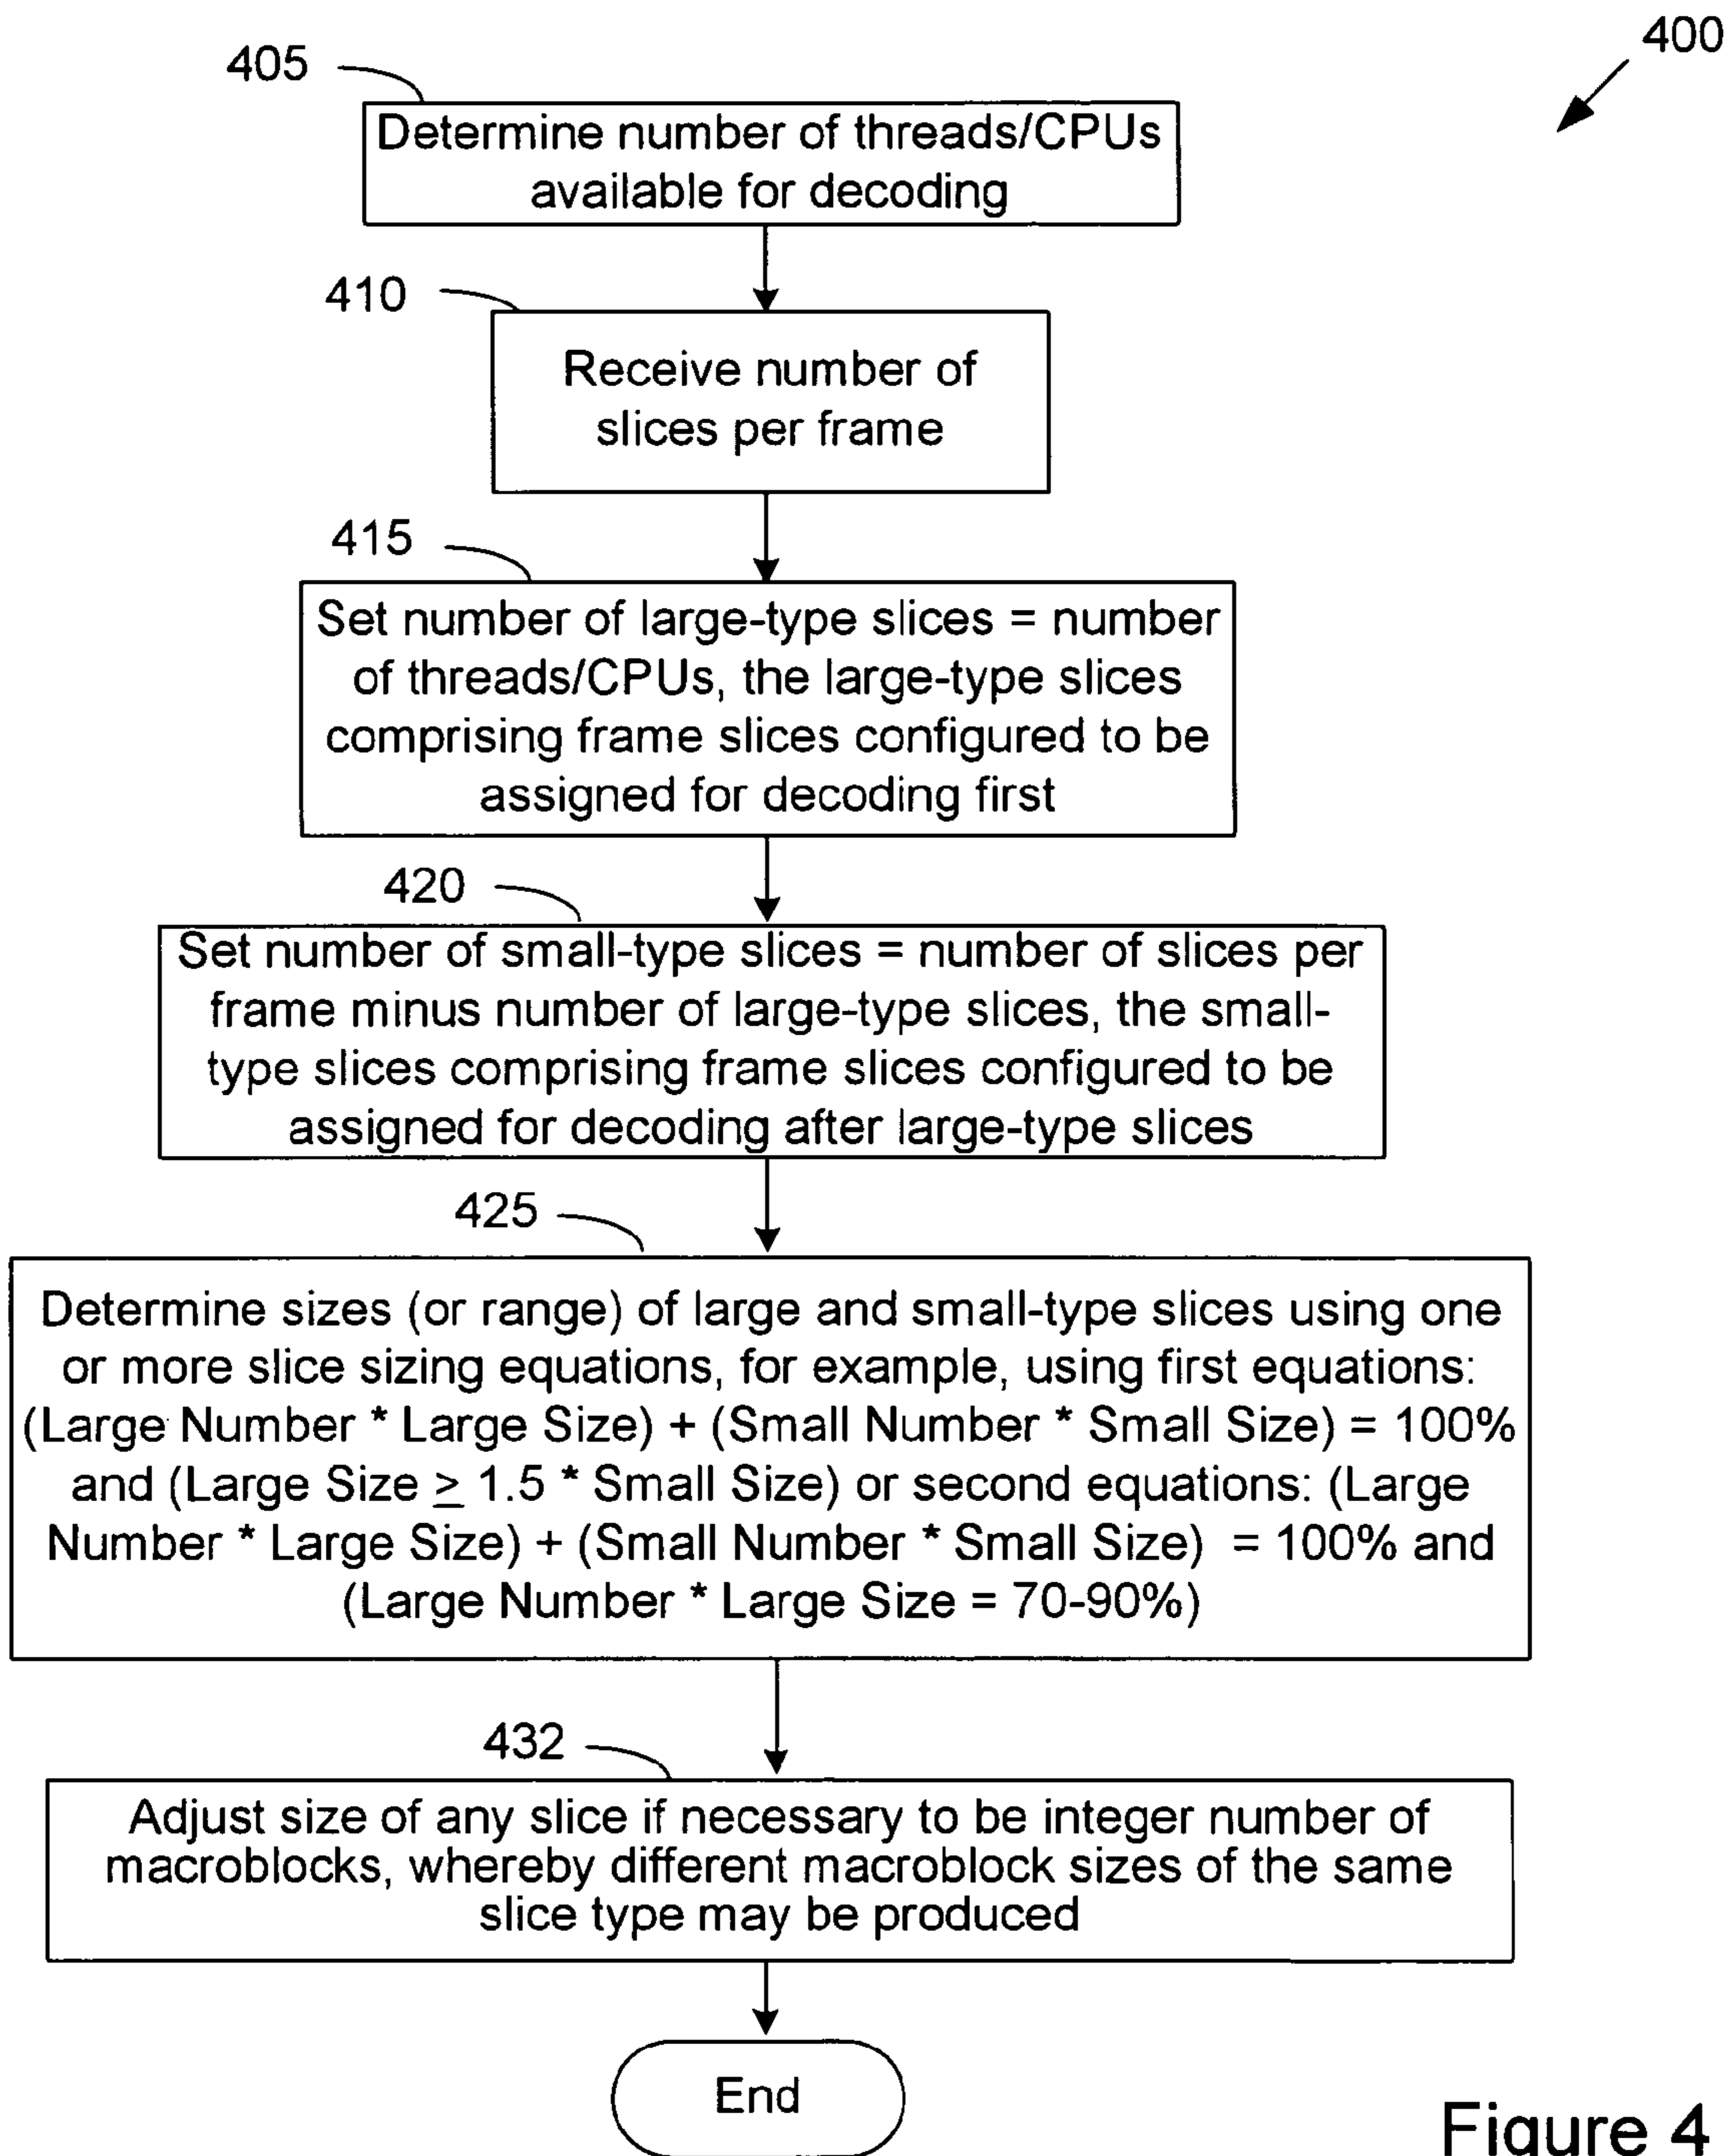 400
405
Determine number of threads/CPUs
available for decoding
410
Receive number of
slices per frame
415
Set number of large-type slices = number
of threads/CPUs, the large-type slices
comprising frame slices configured to be
assigned for decoding first
420
Set number of small-type slices = number of slices per
frame minus number of large-type slices, the small-
type slices comprising frame slices configured to be
assigned for decoding after large-type slices
425
Determine sizes (or range) of large and small-type slices using one
or more slice sizing equations, for example, using first equations:
(Large Number * Large Size) + (Small Number * Small Size) = 100%
and (Large Size ≥ 1.5 * Small Size) or second equations: (Large
Number * Large Size) + (Small Number * Small Size) = 100% and
(Large Number * Large Size = 70-90%)
432
Adjust size of any slice if necessary to be integer number of
macroblocks, whereby different macroblock sizes of the same
slice type may be produced
End
Figure 4